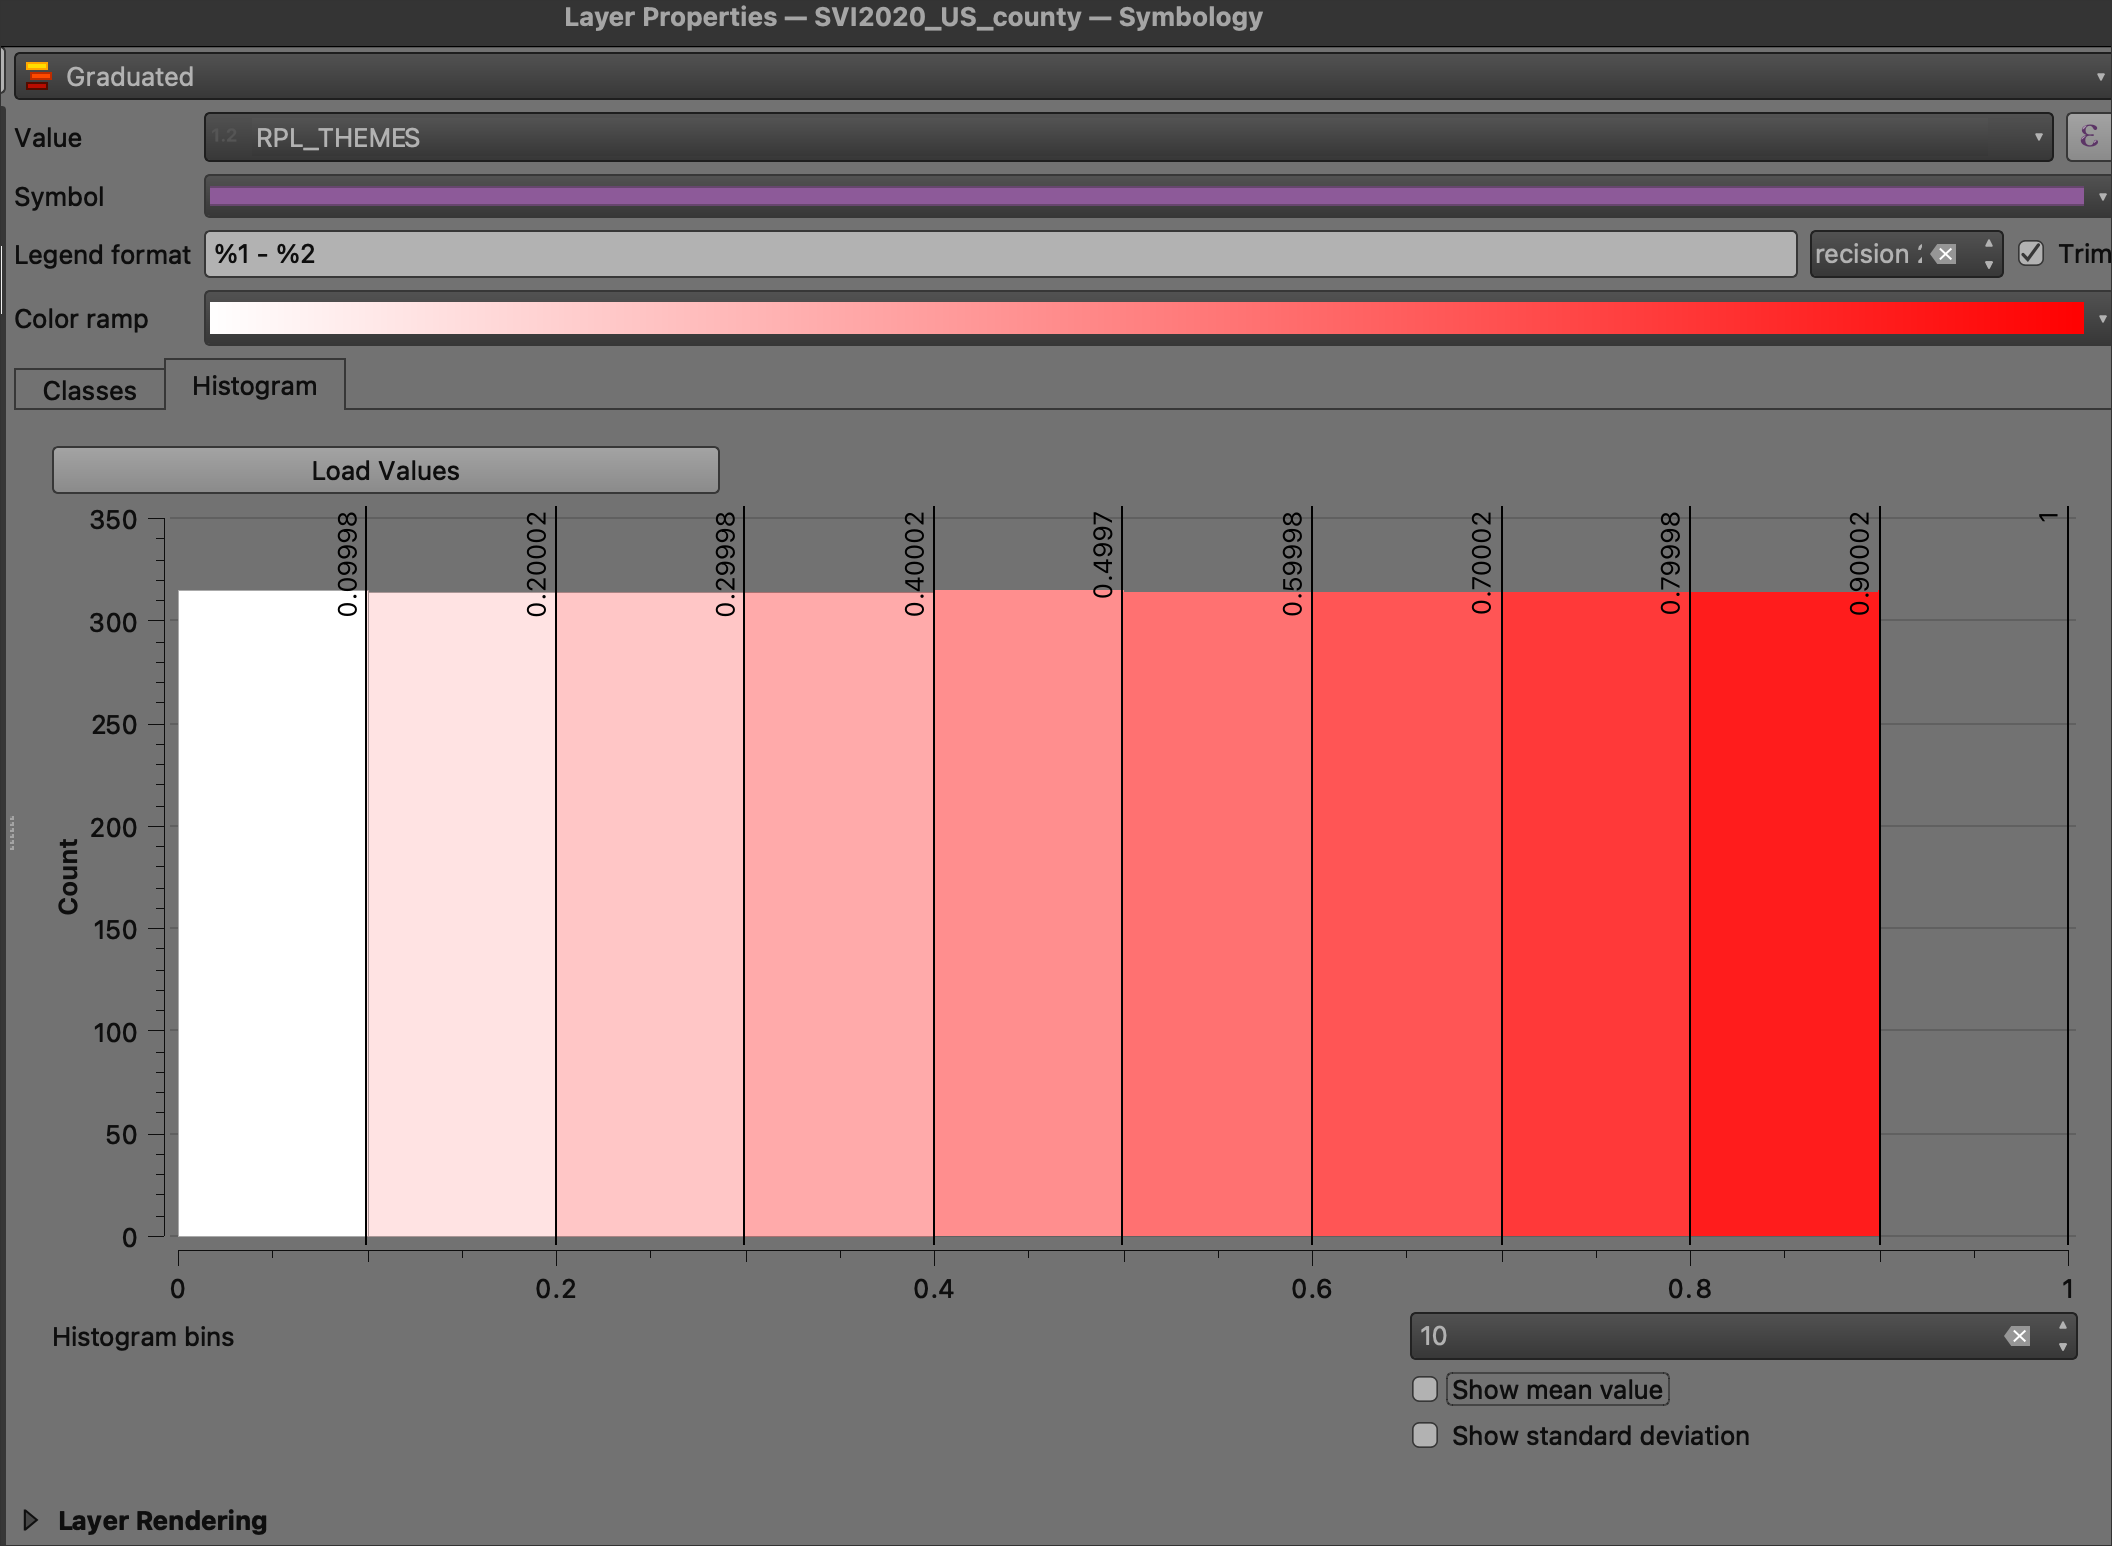 Layer Properties — SVI2020_US_county — Symbology
Graduated
Value 1.2 RPL_THEMES ε
Symbol
Legend format %1 - %2 recision Trim
Color ramp
Classes Histogram
Load Values
0.09998 0.20002 0.29998 0.40002 0.4997 0.59998 0.70002 0.79998 0.90002 1
350
300
250
200
150
100
50
0
Count
0 0.2 0.4 0.6 0.8 1
Histogram bins 10
Show mean value
Show standard deviation
Layer Rendering